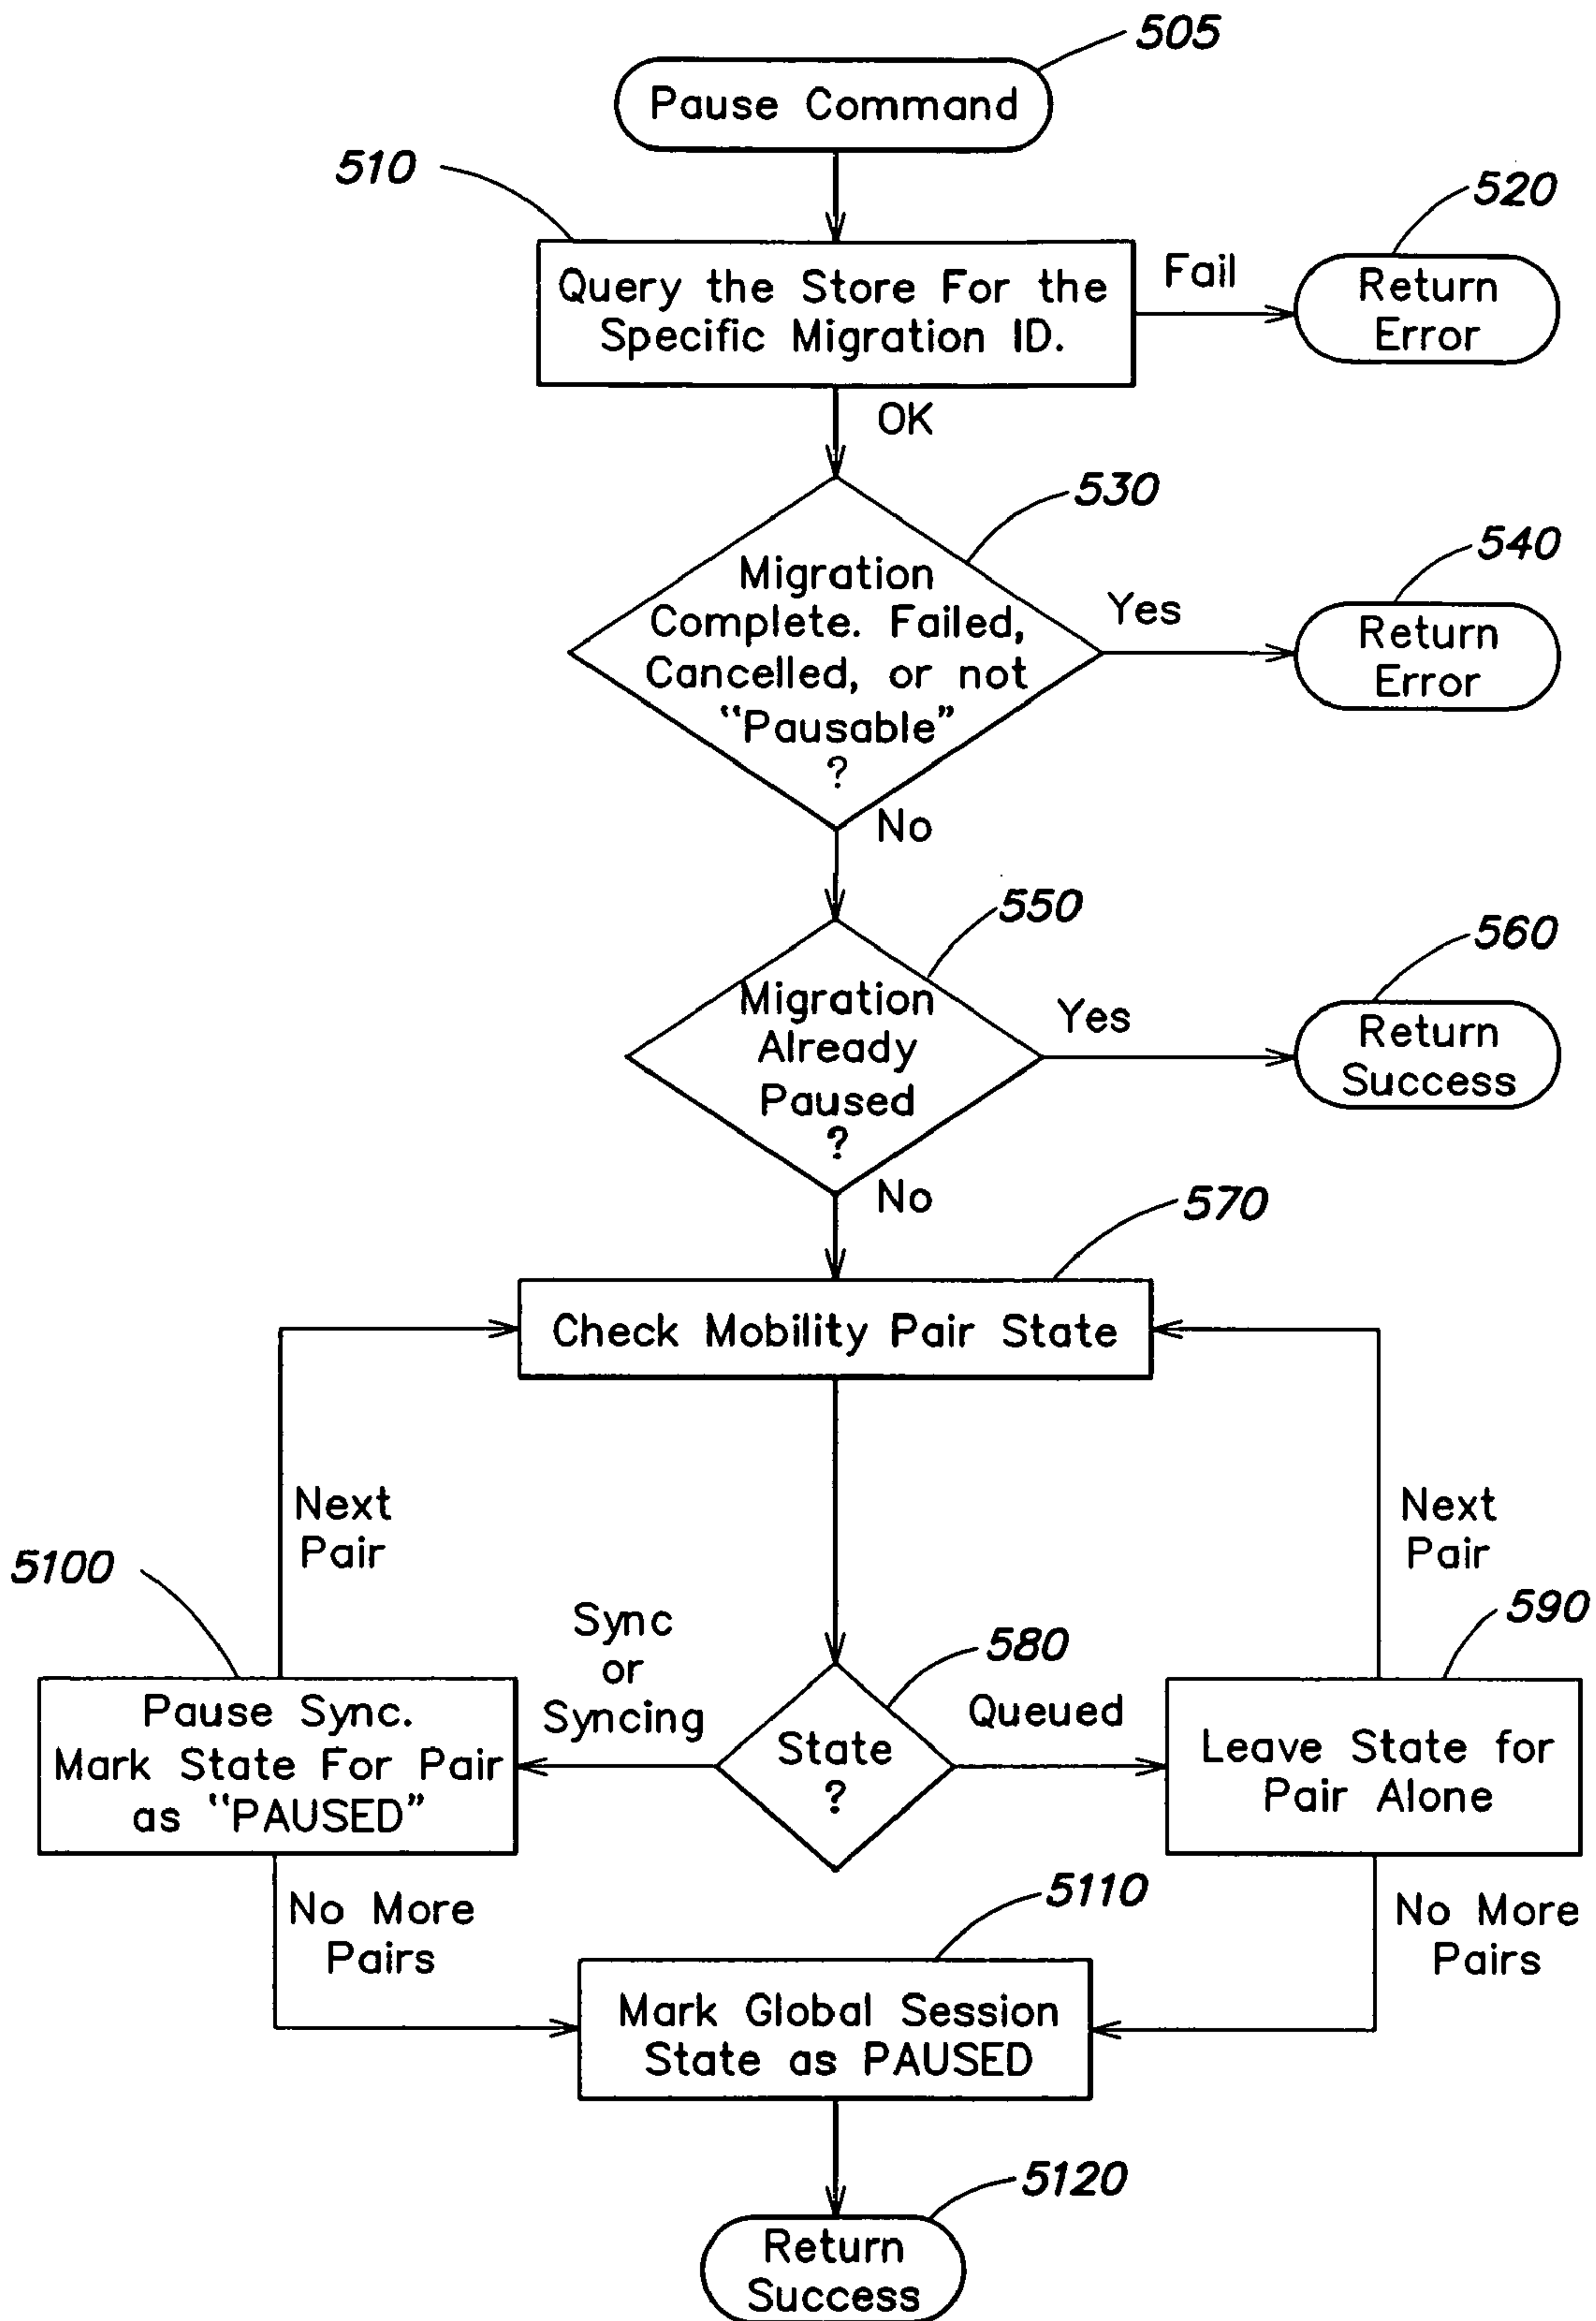 505
Pause Command
510
520
Query the Store For the
Specific Migration ID.
Fail
Return
Error
OK
530
540
Migration
Complete. Failed,
Cancelled, or not
“Pausable”
?
Yes
Return
Error
No
550
560
Migration
Already
Paused
?
Yes
Return
Success
No
570
Check Mobility Pair State
Next
Pair
Next
Pair
5100
590
Sync
or
Syncing
580
Queued
Pause Sync.
Mark State For Pair
as “PAUSED”
State
?
Leave State for
Pair Alone
No More
Pairs
5110
No More
Pairs
Mark Global Session
State as PAUSED
5120
Return
Success